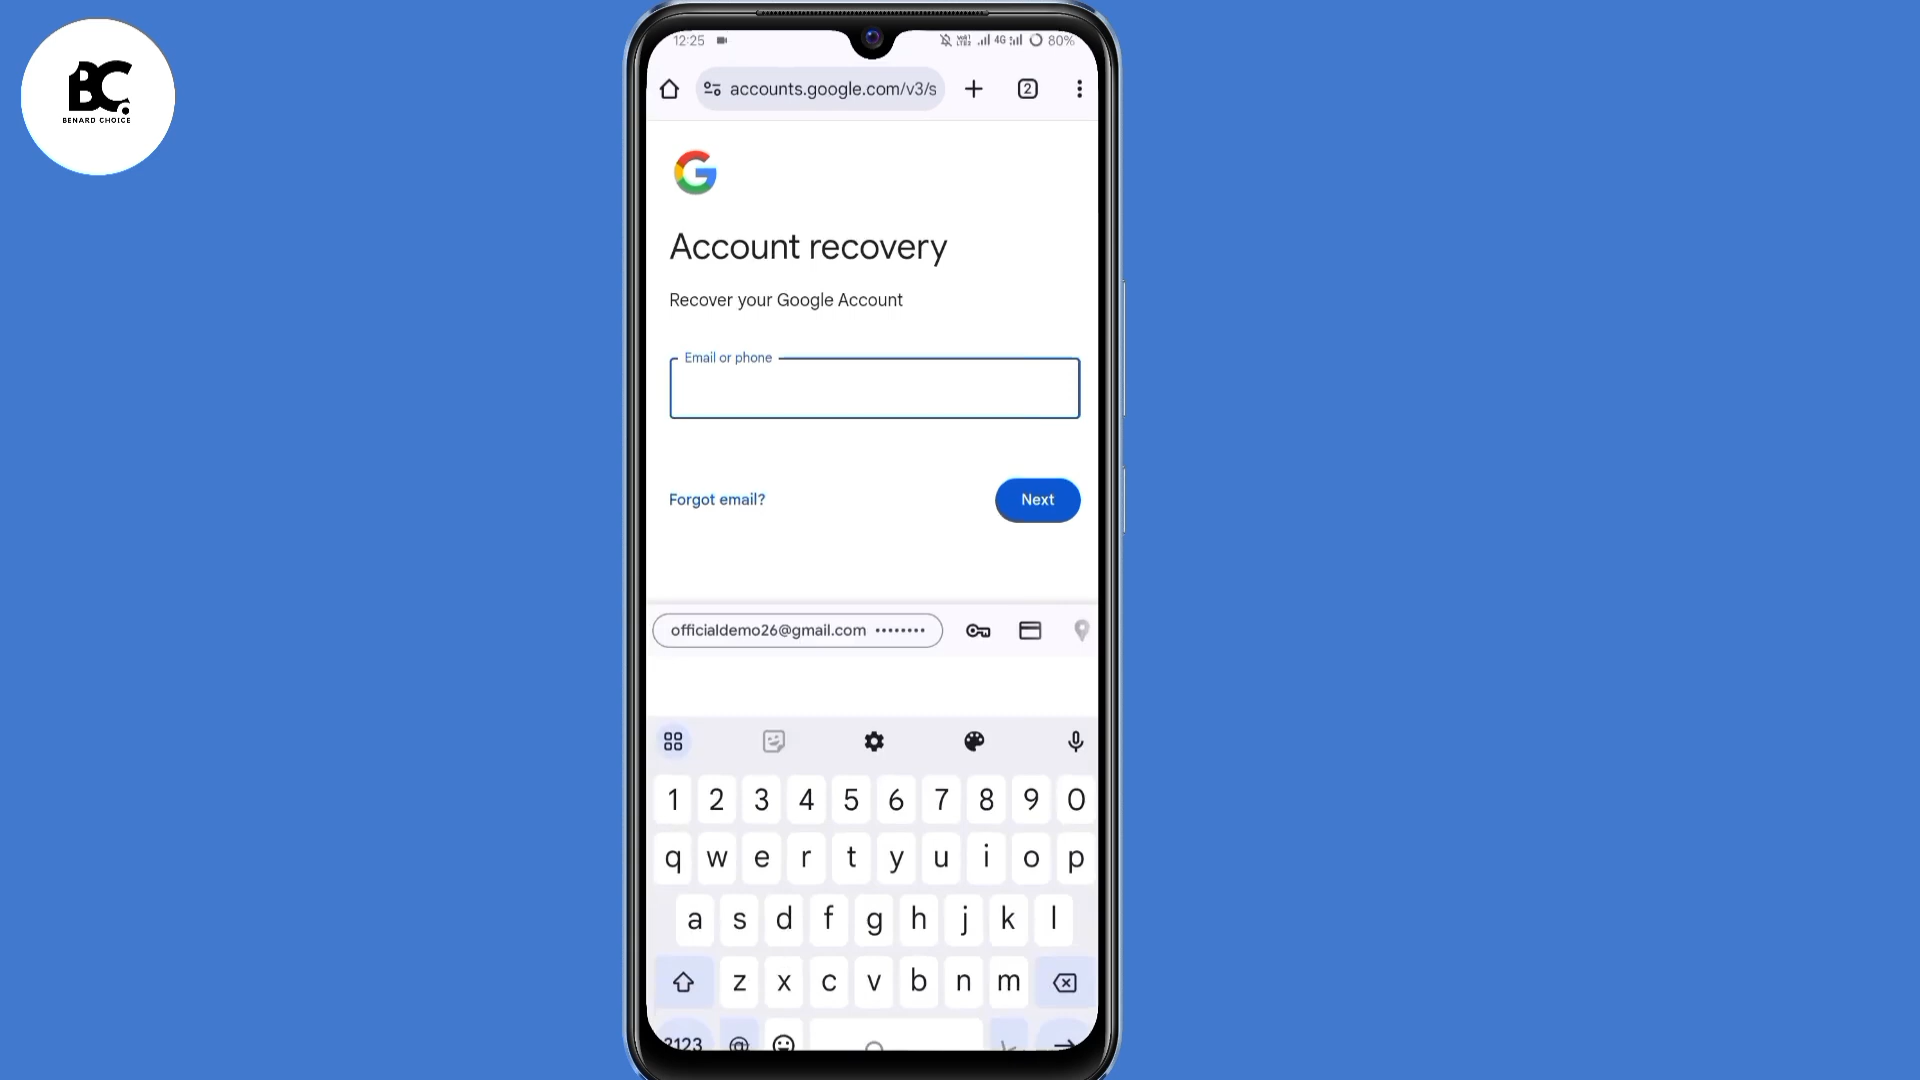 BC
BENARD CHOICE
12:25
4G 80%
accounts.google.com/v3/s
2
Account recovery
Recover your Google Account
Email or phone
Forgot email?
Next
officialdemo26@gmail.com ••••••••
1 2 3 4 5 6 7 8 9 0
q w e r t y u i o p
a s d f g h j k l
z x c v b n m
?123 @